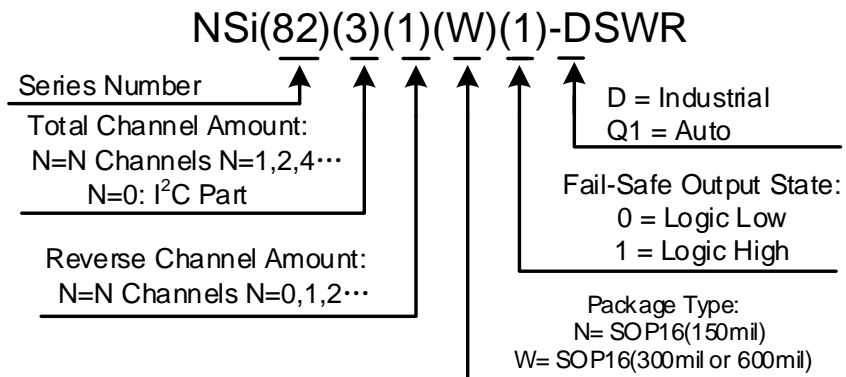 NSi(82)(3)(1)(W)(1)-DSWR
Series Number
Total Channel Amount:
N=N Channels N=1,2,4⋯
N=0: I²C Part
Reverse Channel Amount:
N=N Channels N=0,1,2⋯
D = Industrial
Q1 = Auto
Fail-Safe Output State:
0 = Logic Low
1 = Logic High
Package Type:
N= SOP16(150mil)
W= SOP16(300mil or 600mil)